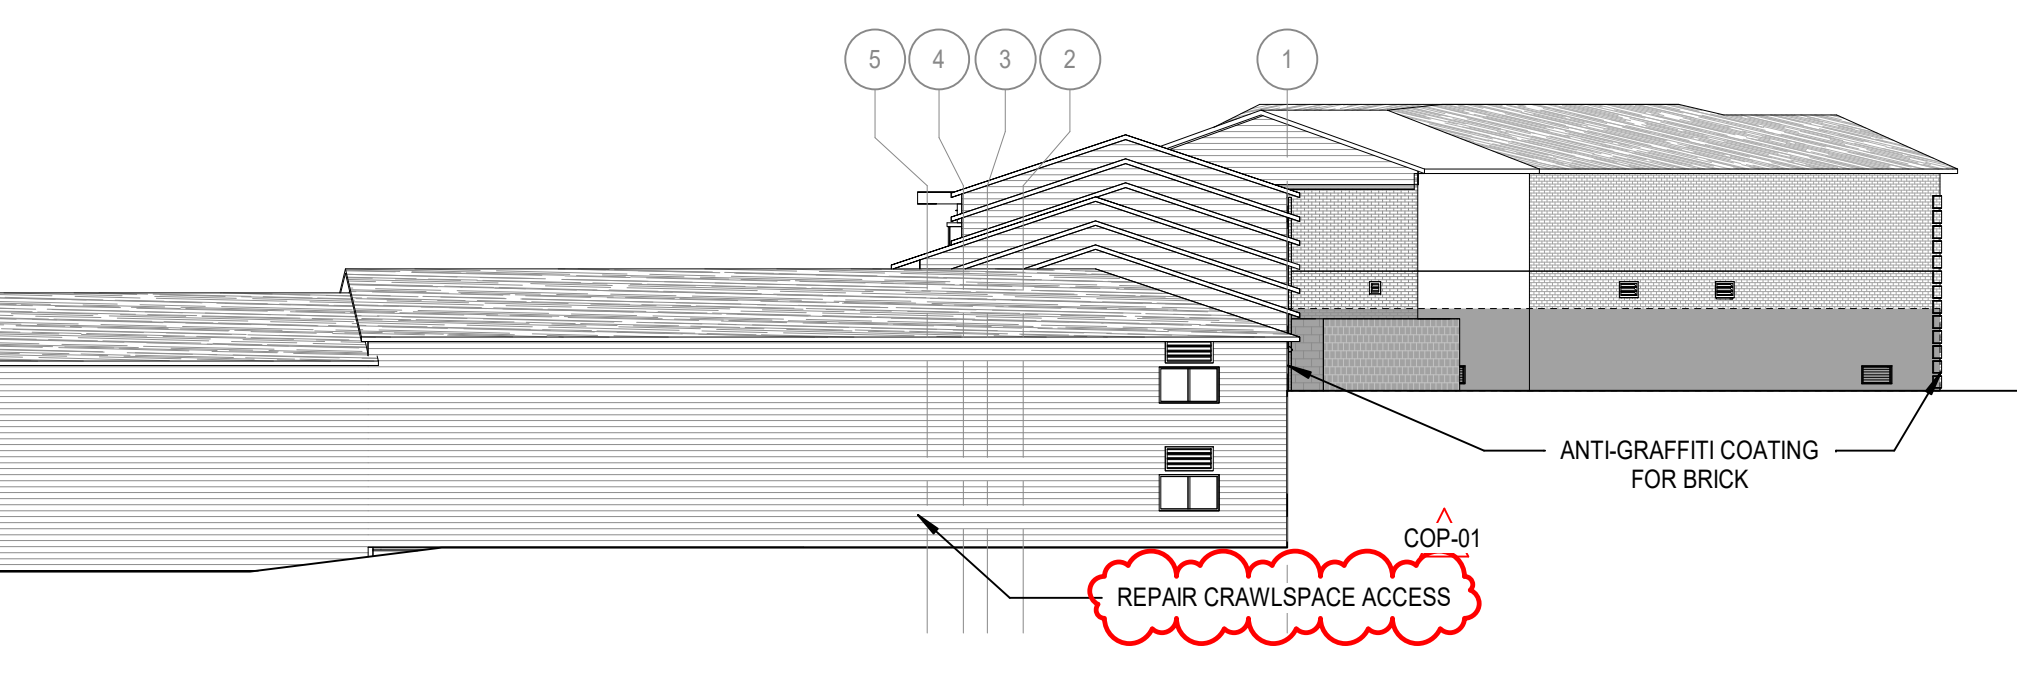 5 4 3 2 1
ANTI-GRAFFITI COATING
FOR BRICK
COP-01
REPAIR CRAWLSPACE ACCESS